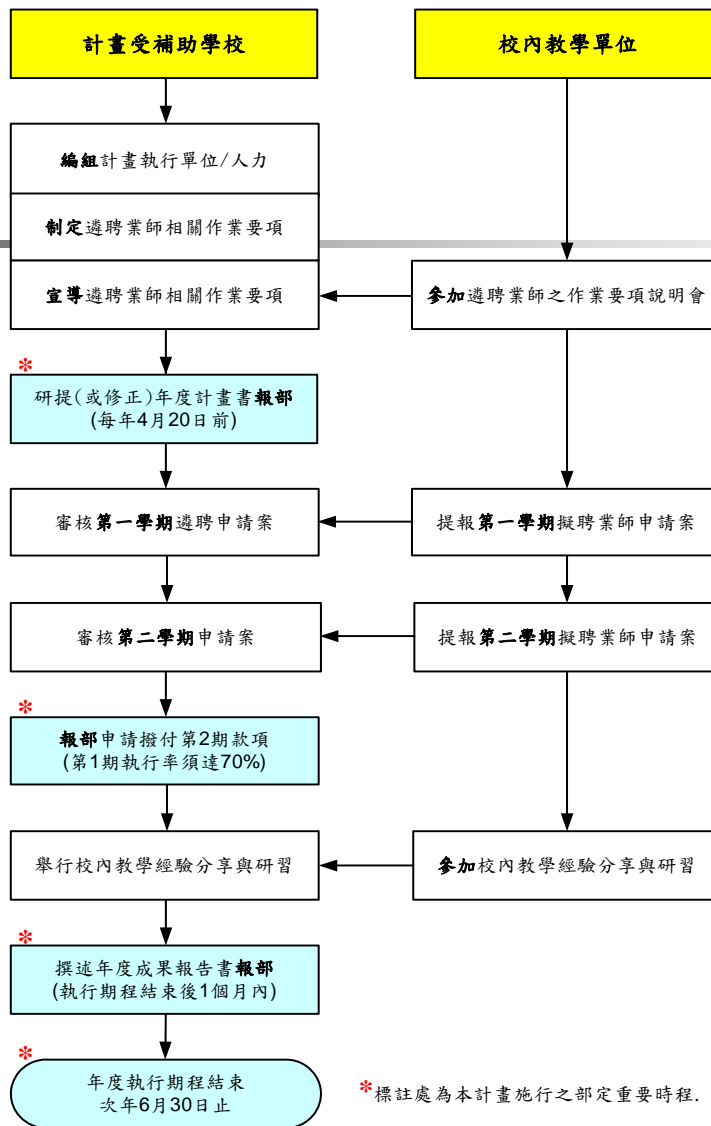 計畫受補助學校
校內教學單位
編組計畫執行單位/人力
制定遴聘業師相關作業要項
宣導遴聘業師相關作業要項
參加遴聘業師之作業要項說明會
*
研提(或修正)年度計畫書報部
(每年4月20日前)
審核第一學期遴聘申請案
提報第一學期擬聘業師申請案
審核第二學期申請案
提報第二學期擬聘業師申請案
*
報部申請撥付第2期款項
(第1期執行率須達70%)
舉行校內教學經驗分享與研習
參加校內教學經驗分享與研習
*
撰述年度成果報告書報部
(執行期程結束後1個月內)
*
年度執行期程結束
次年6月30日止
*標註處為本計畫施行之部定重要時程.